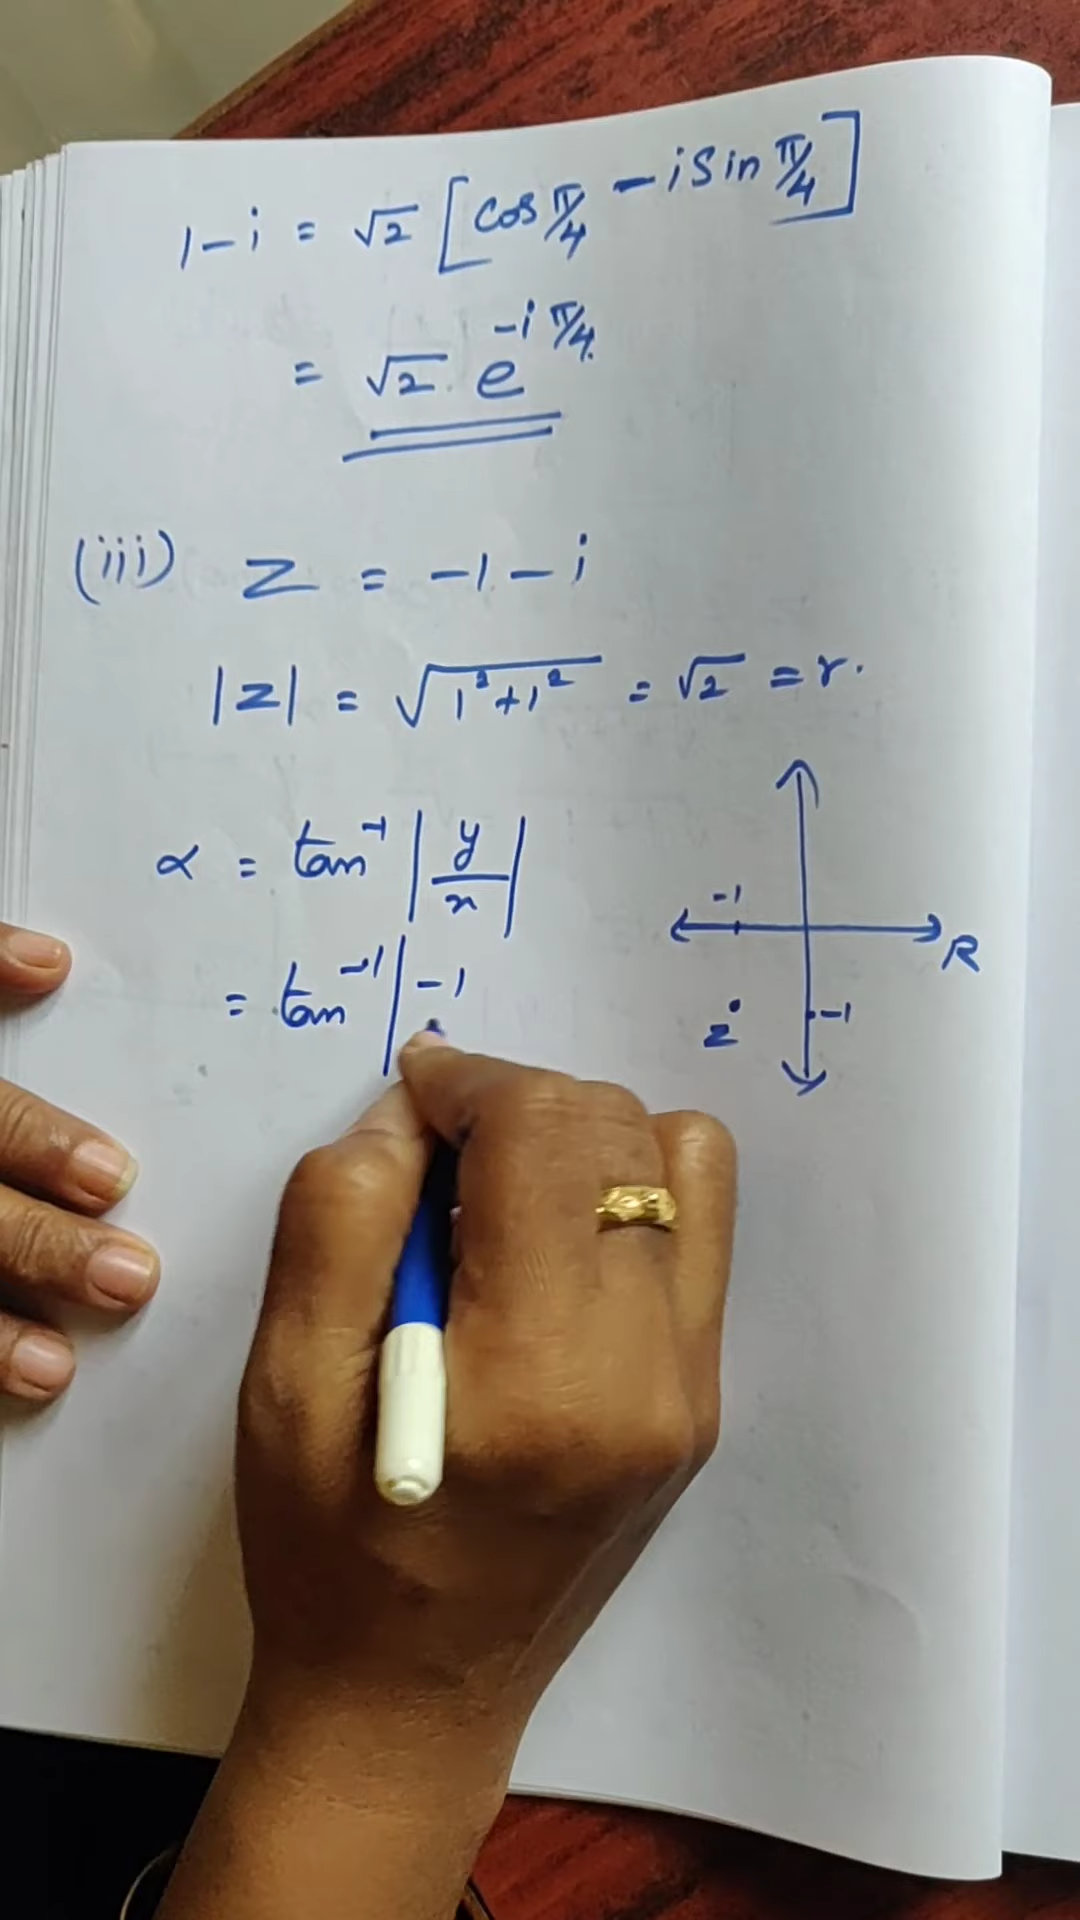 1-i = √2 [cos π/4 - i sin π/4]
= √2. e^{-i π/4}
(iii) Z = -1 - i
|z| = √(1² + 1²) = √2 = r.
α = tan⁻¹ |y/x|
-1
R
= tan⁻¹ | -1
z -1